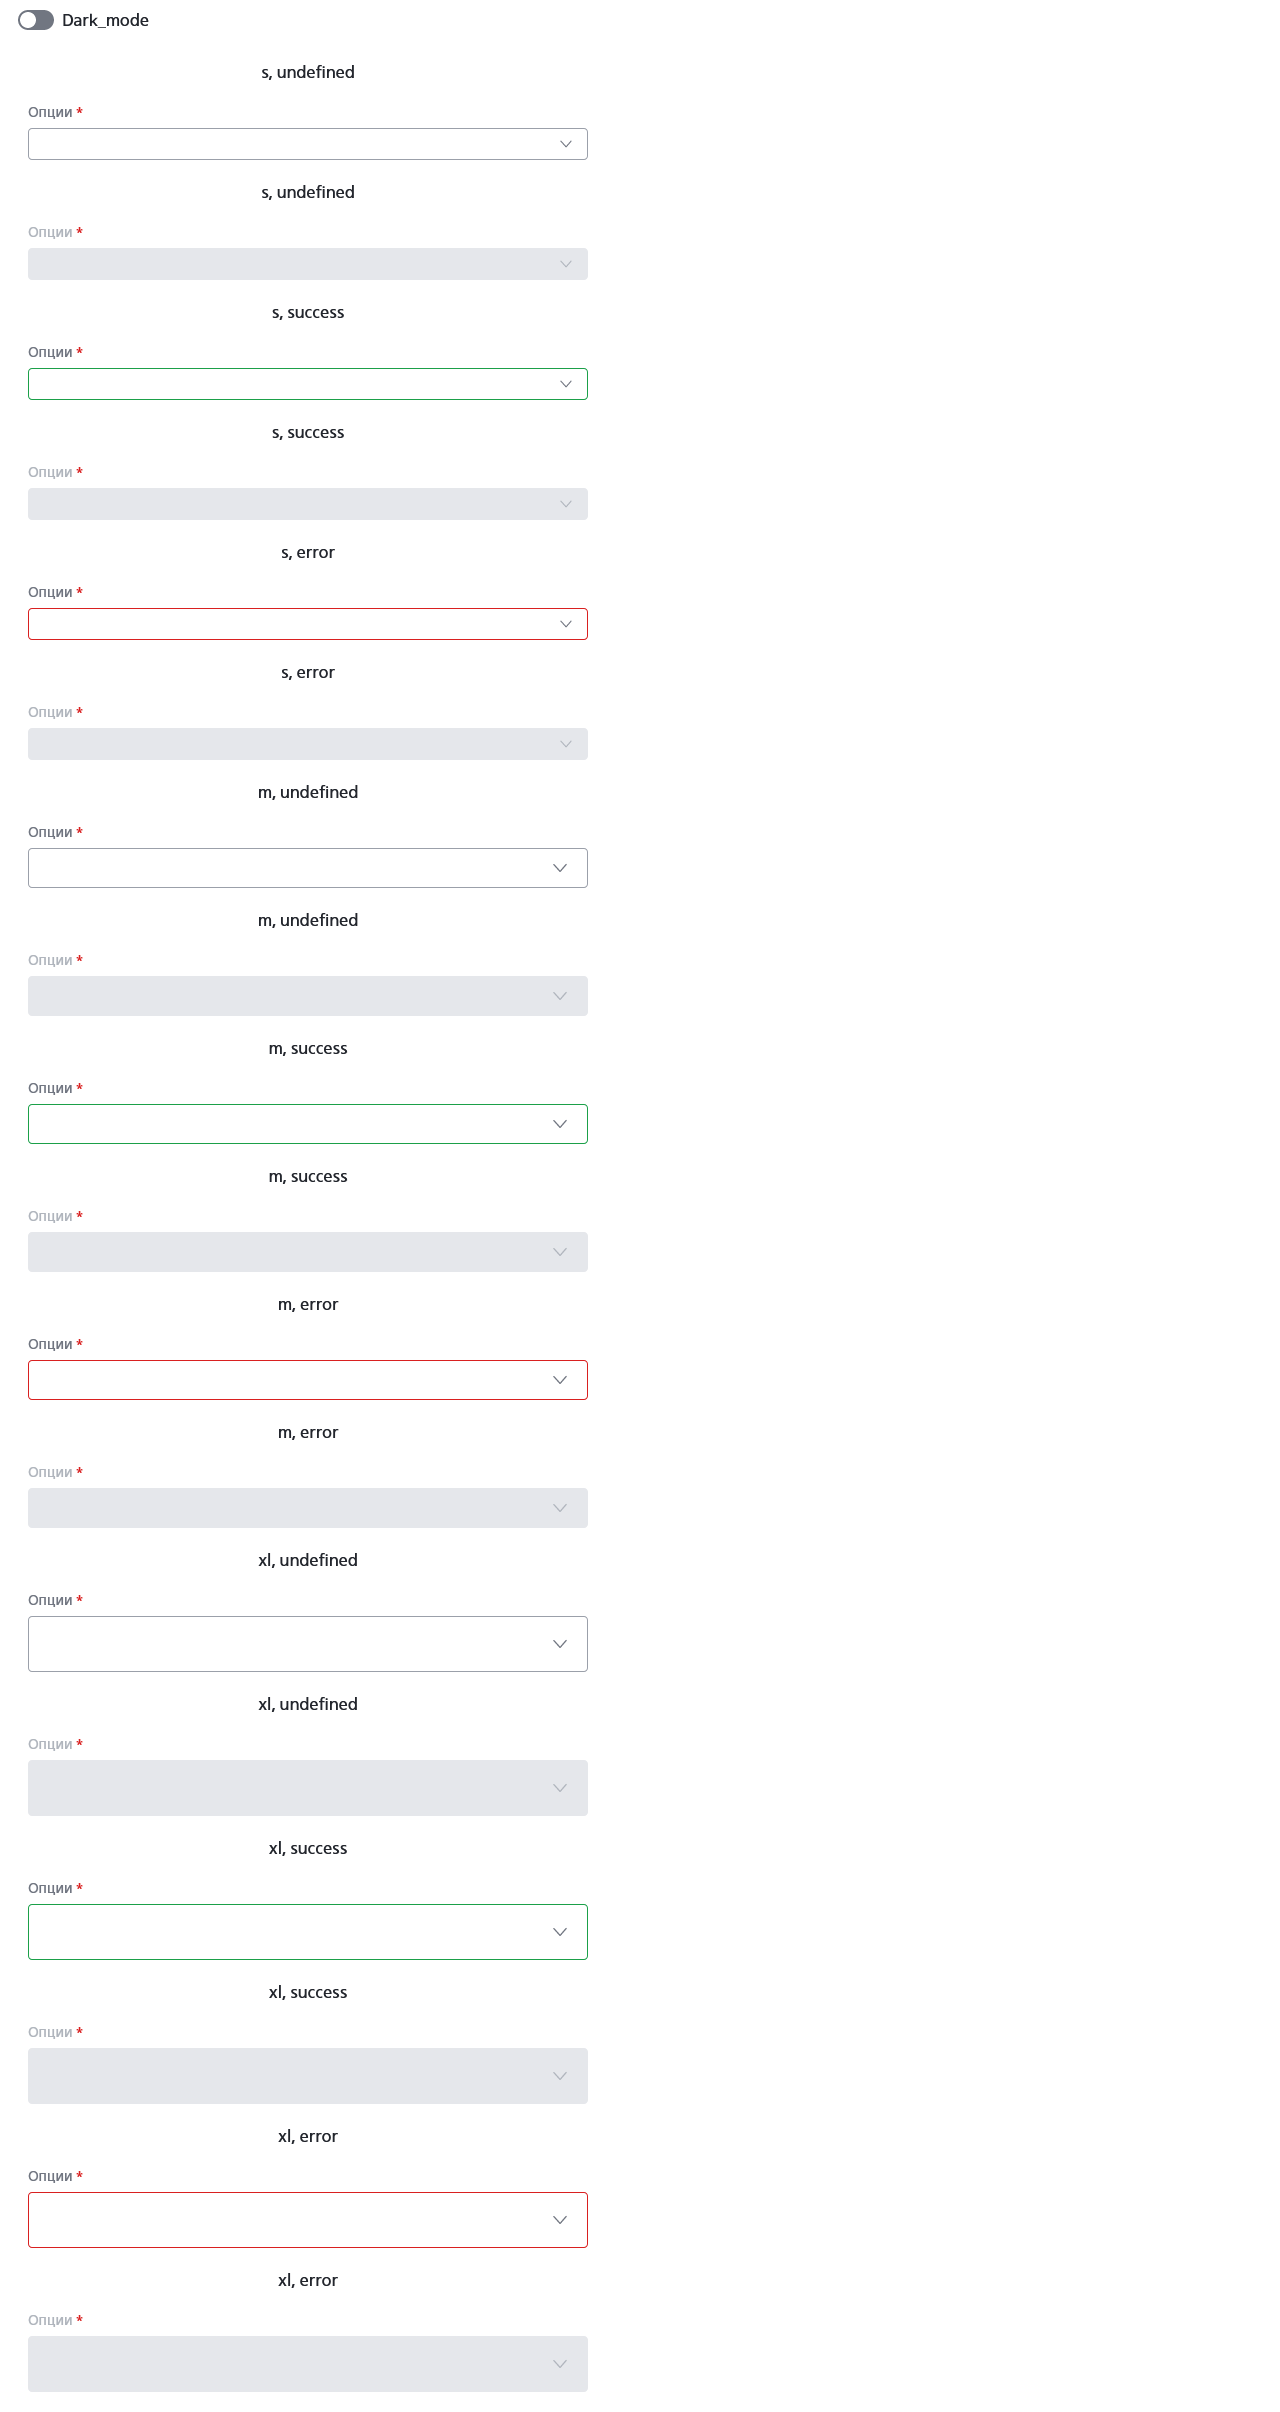 Dark_mode
s, undefined
Опции *
s, undefined
Опции *
s, success
Опции *
s, success
Опции *
s, error
Опции *
s, error
Опции *
m, undefined
Опции *
m, undefined
Опции *
m, success
Опции *
m, success
Опции *
m, error
Опции *
m, error
Опции *
xl, undefined
Опции *
xl, undefined
Опции *
xl, success
Опции *
xl, success
Опции *
xl, error
Опции *
xl, error
Опции *